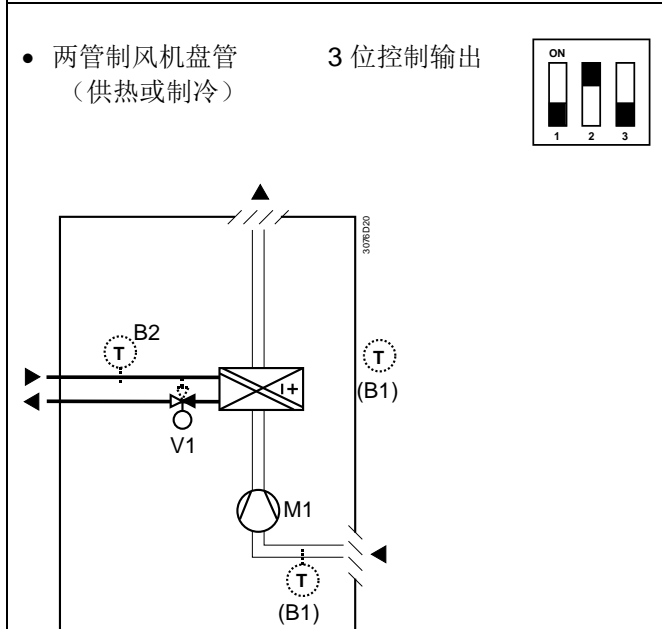 • 两管制风机盘管
（供热或制冷）
3 位控制输出
ON
1 2 3
3076D20
B2
T
T
(B1)
V1
M1
T
(B1)